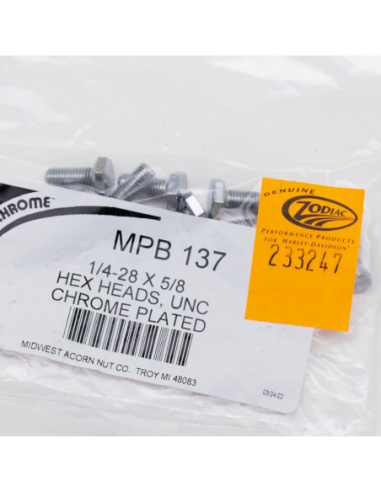 CHROME™
MPB 137
1/4-28 X 5/8
HEX HEADS, UNC
CHROME PLATED
MIDWEST ACORN NUT CO. TROY MI 48083
03/24/22
GENUINE
ZODIAC
PERFORMANCE PRODUCTS
FOR HARLEY-DAVIDSON®
233247